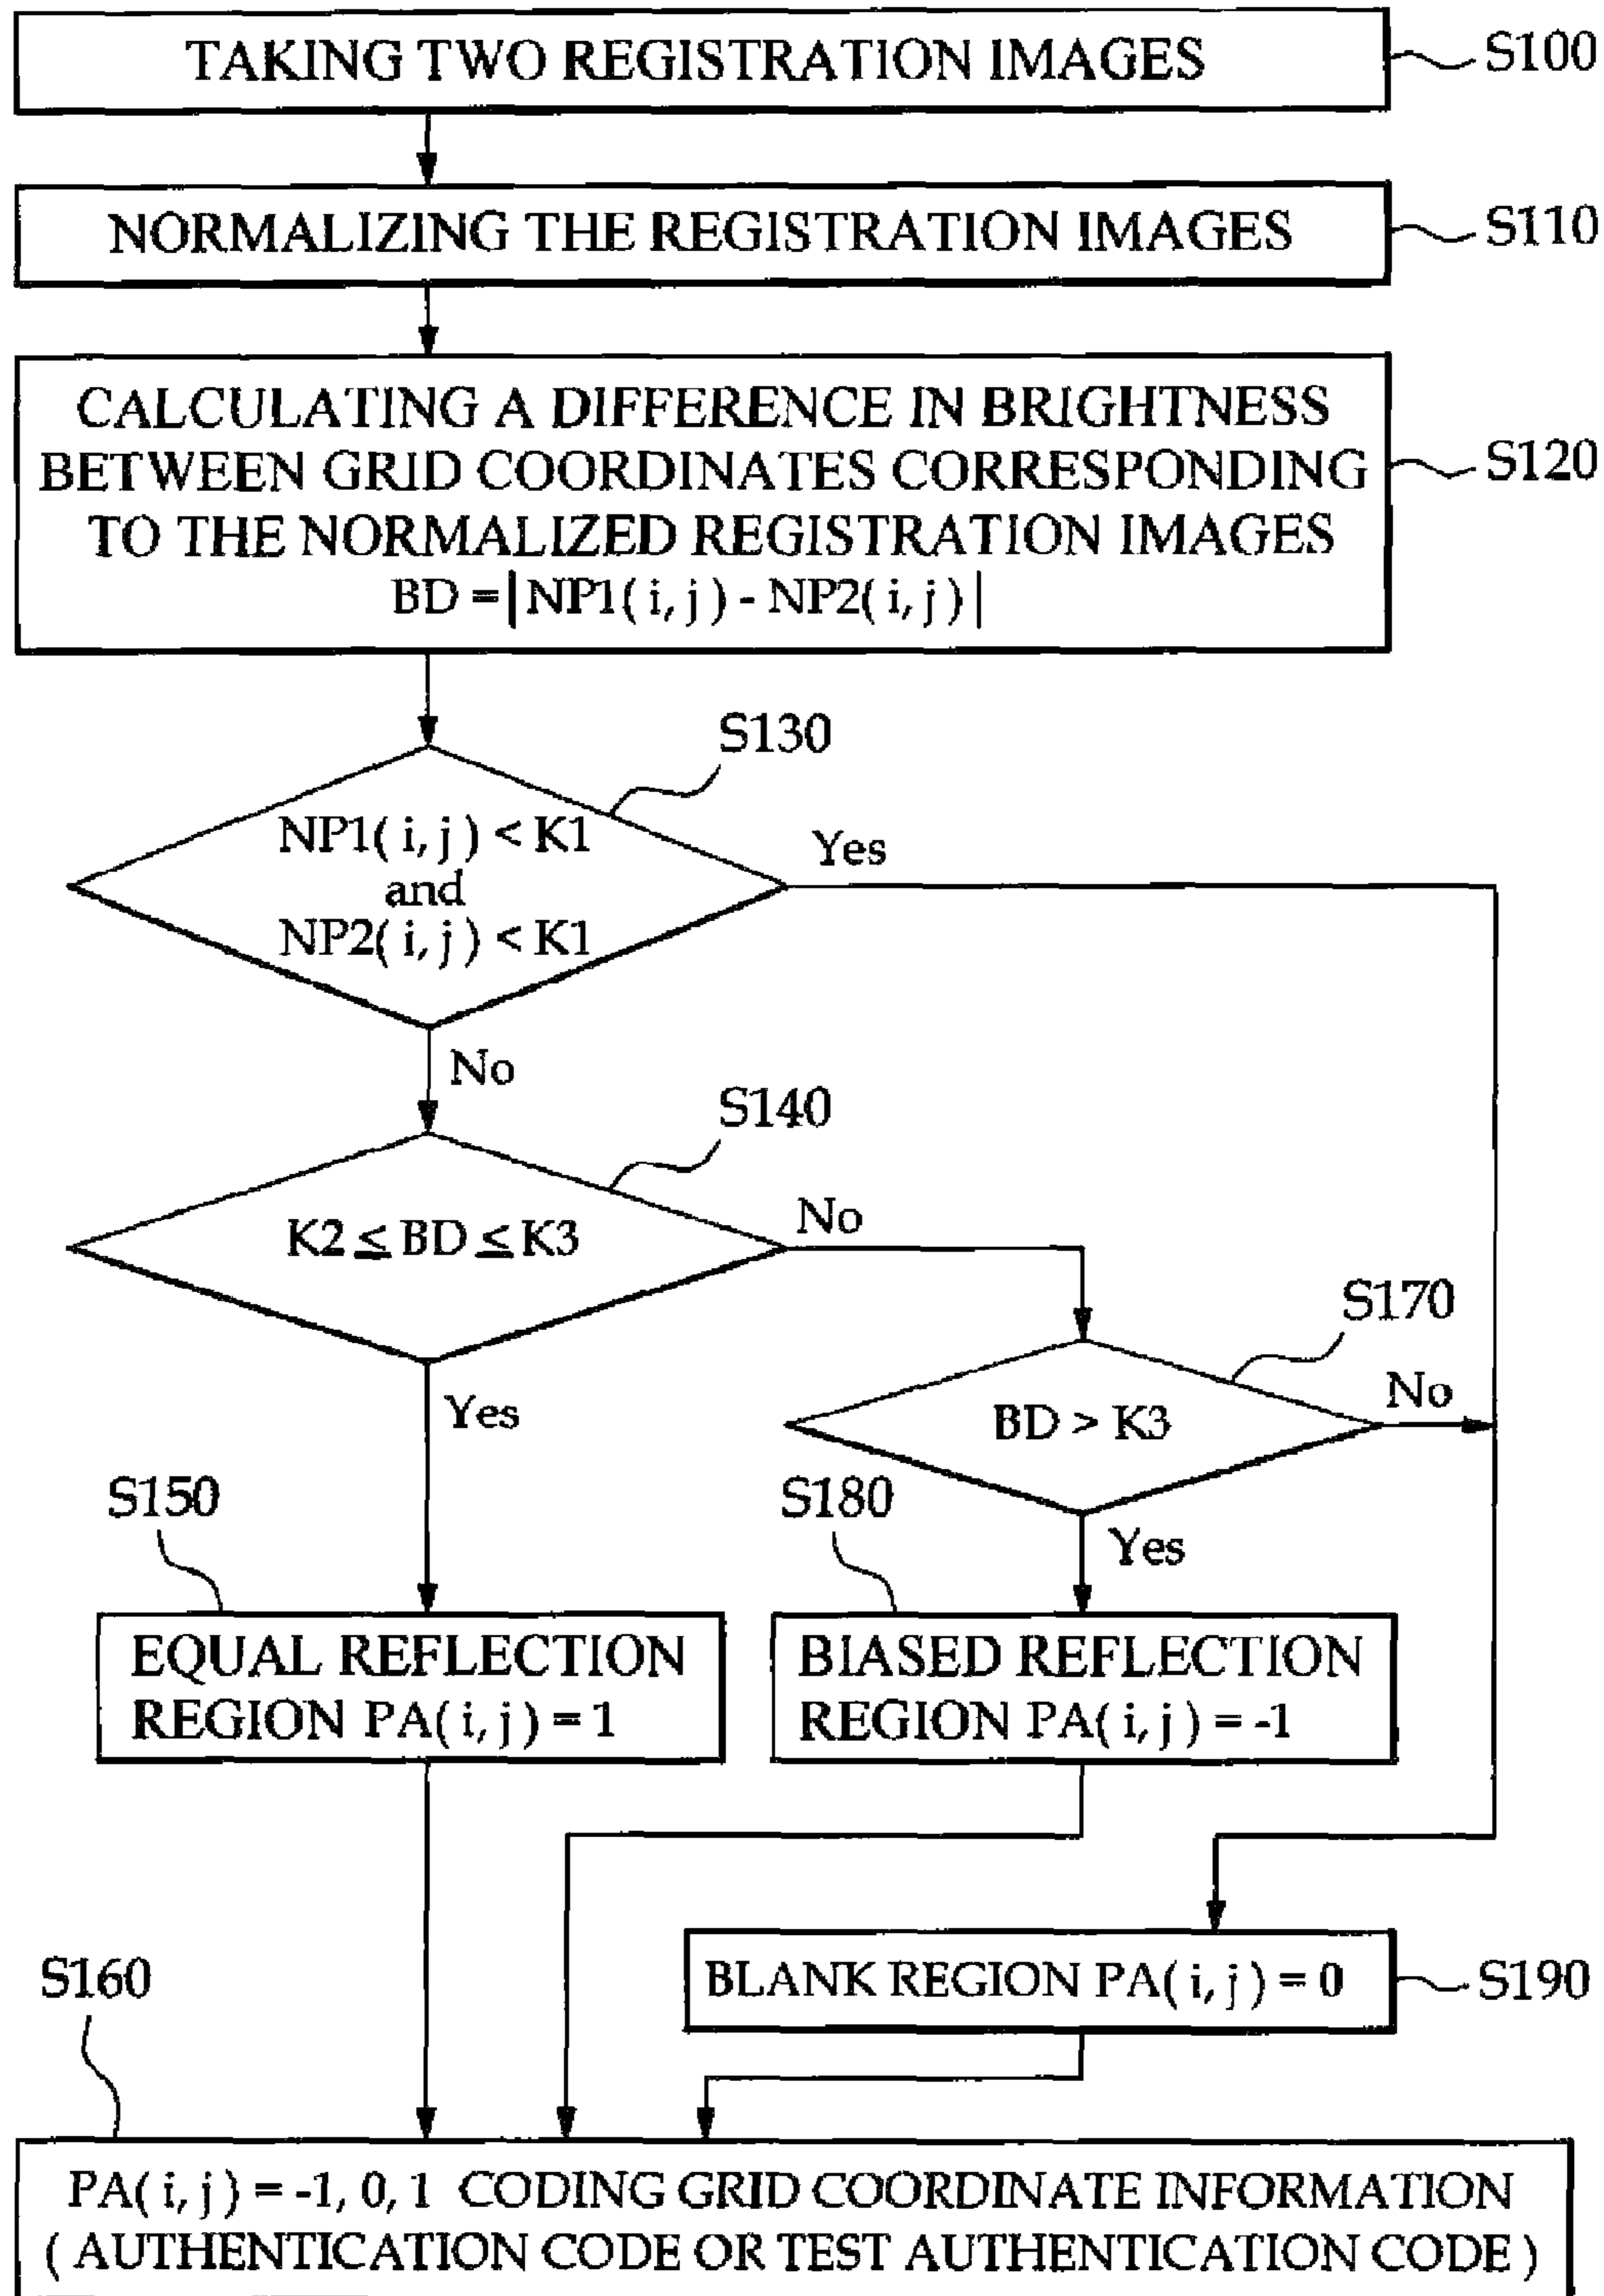 TAKING TWO REGISTRATION IMAGES
S100
NORMALIZING THE REGISTRATION IMAGES
S110
CALCULATING A DIFFERENCE IN BRIGHTNESS
BETWEEN GRID COORDINATES CORRESPONDING
TO THE NORMALIZED REGISTRATION IMAGES
BD = | NP1( i, j ) - NP2( i, j ) |
S120
S130
NP1( i, j ) < K1
and
NP2( i, j ) < K1
Yes
No
S140
K2 ≤ BD ≤ K3
No
S170
BD > K3
No
Yes
S150
S180
Yes
EQUAL REFLECTION
REGION PA( i, j ) = 1
BIASED REFLECTION
REGION PA( i, j ) = -1
BLANK REGION PA( i, j ) = 0
S190
S160
PA( i, j ) = -1, 0, 1 CODING GRID COORDINATE INFORMATION
( AUTHENTICATION CODE OR TEST AUTHENTICATION CODE )